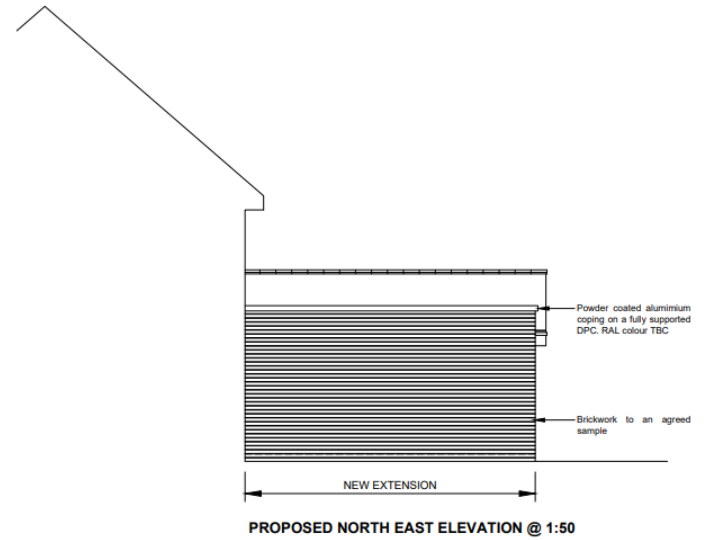 Powder coated alumimium
coping on a fully supported
DPC. RAL colour TBC
Brickwork to an agreed
sample
NEW EXTENSION
PROPOSED NORTH EAST ELEVATION @ 1:50